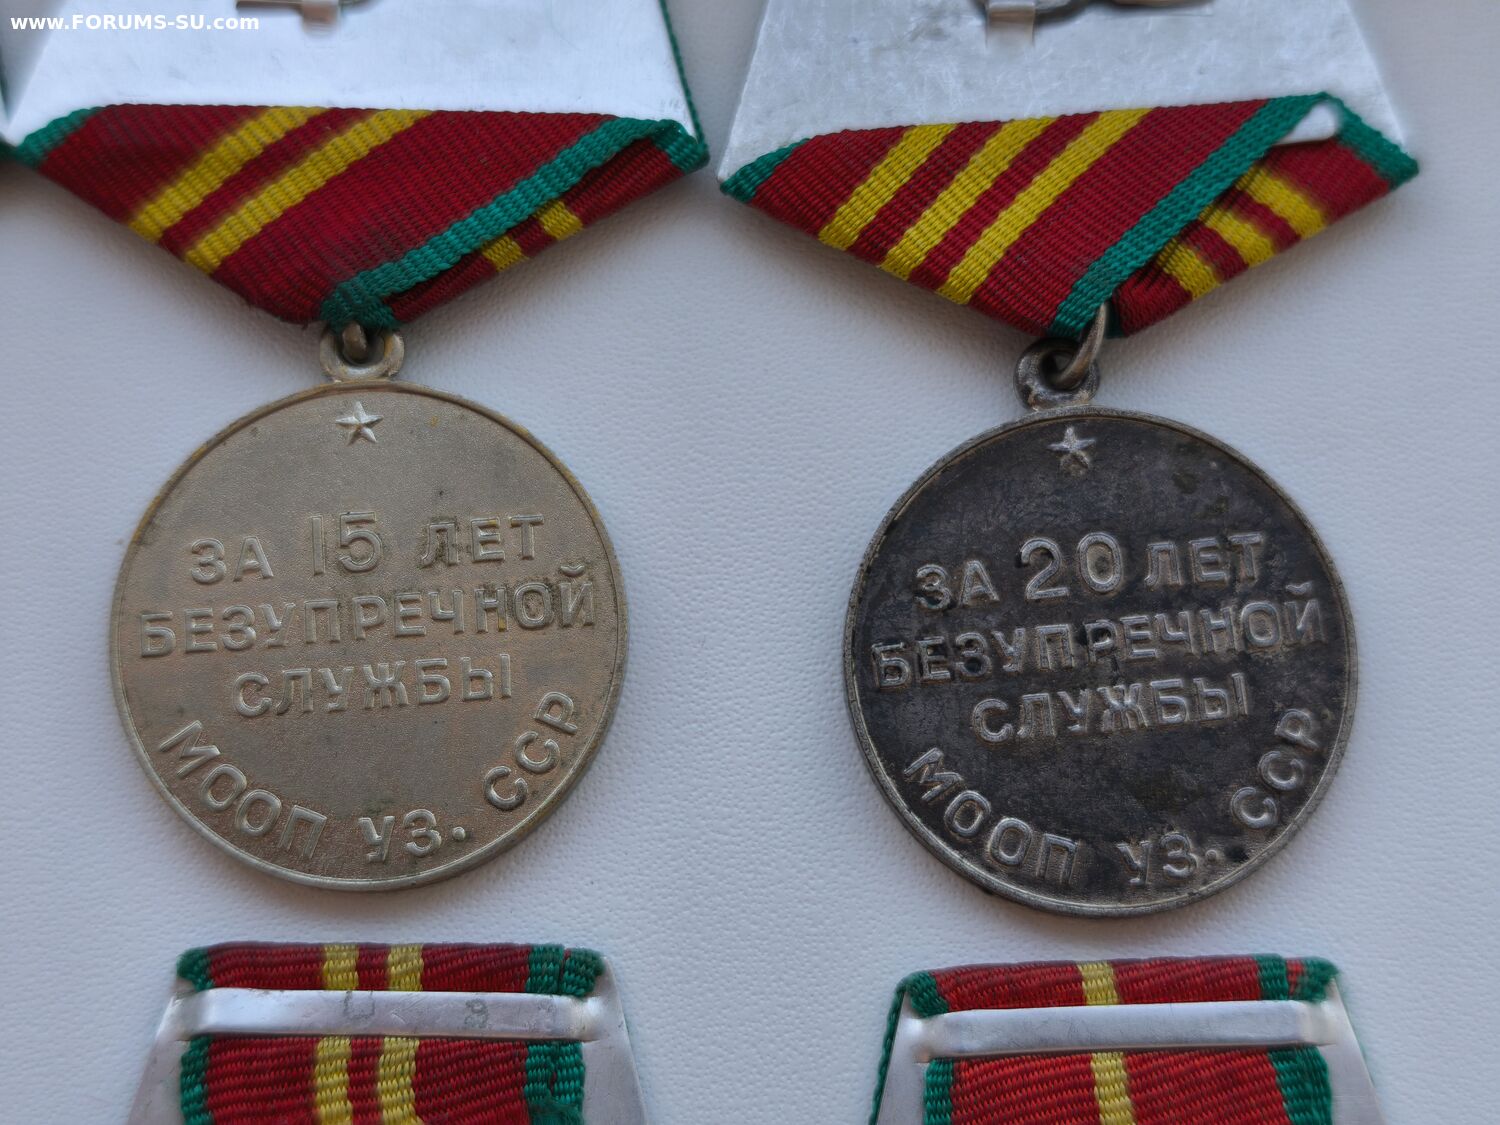 www.FORUMS-SU.com
ЗА 15 ЛЕТ
БЕЗУПРЕЧНОЙ
СЛУЖБЫ
МООП УЗ. ССР
ЗА 20 ЛЕТ
БЕЗУПРЕЧНОЙ
СЛУЖБЫ
МООП УЗ. ССР